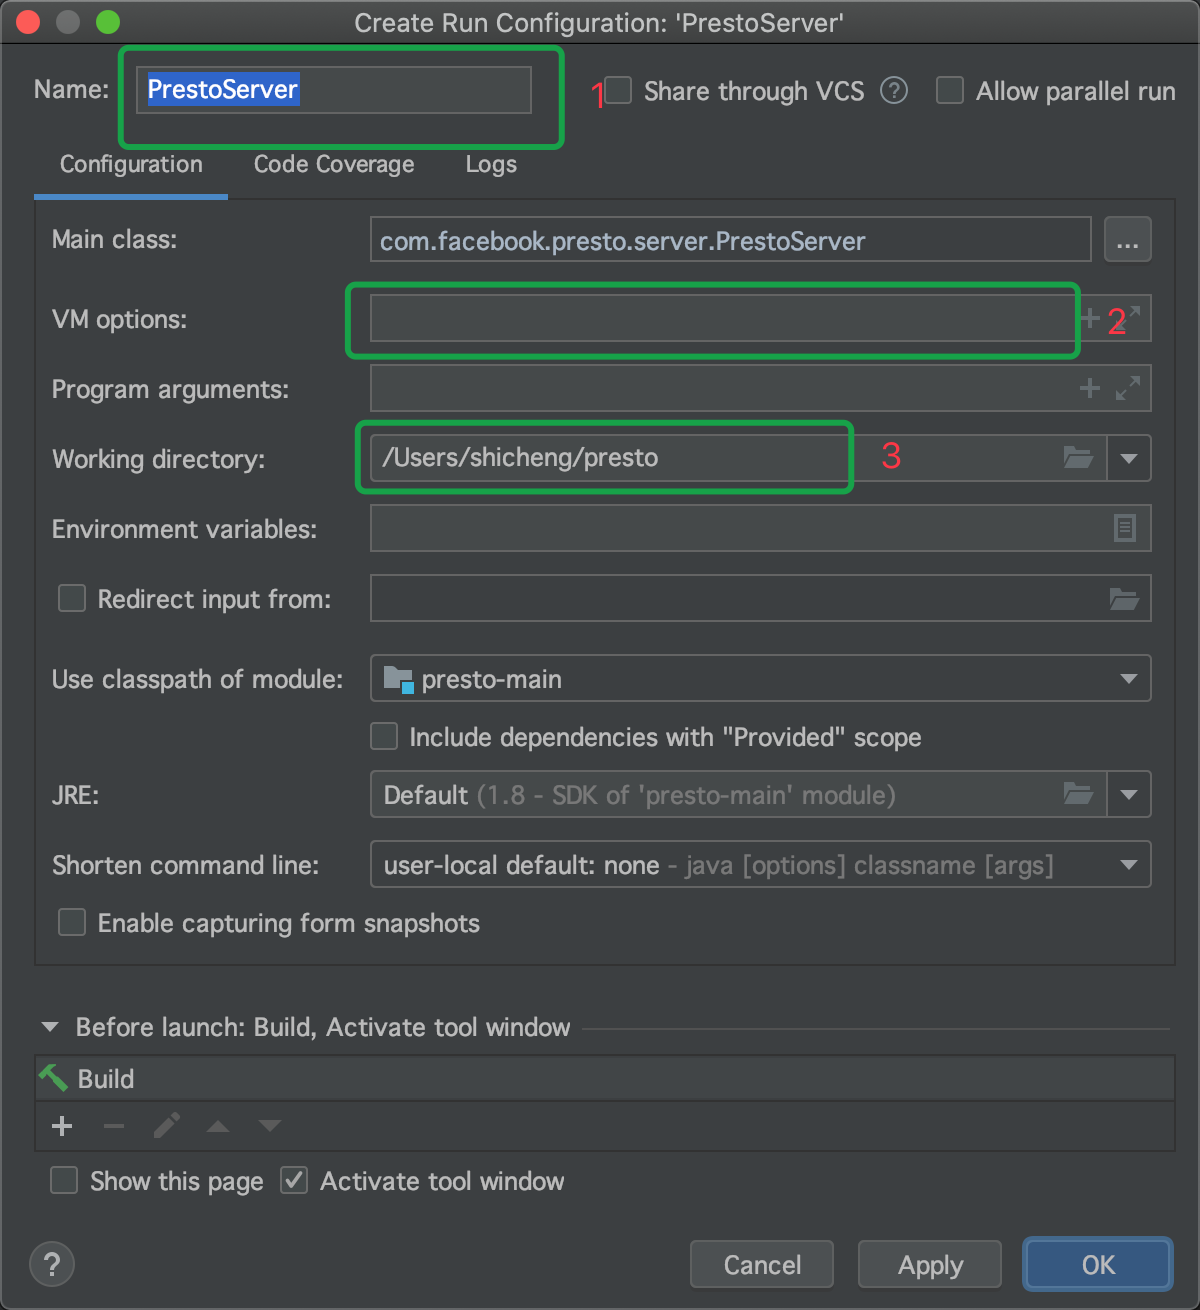 Create Run Configuration: 'PrestoServer'
Name: PrestoServer 1 Share through VCS ? Allow parallel run
Configuration Code Coverage Logs
Main class: com.facebook.presto.server.PrestoServer ...
VM options: 2
Program arguments:
Working directory: /Users/shicheng/presto 3
Environment variables:
Redirect input from:
Use classpath of module: presto-main
Include dependencies with "Provided" scope
JRE: Default (1.8 - SDK of 'presto-main' module)
Shorten command line: user-local default: none - java [options] classname [args]
Enable capturing form snapshots
Before launch: Build, Activate tool window
Build
Show this page Activate tool window
? Cancel Apply OK